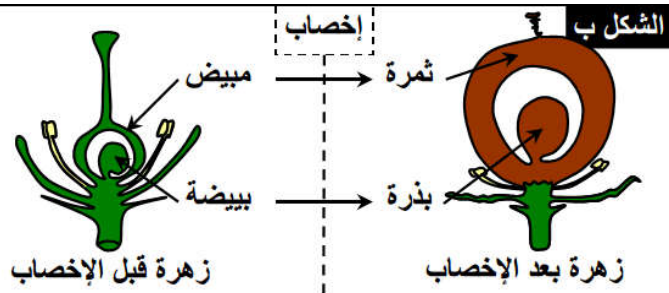 الشكل ب
إخصاب
ثمرة
مبيض
بذرة
بييضة
زهرة بعد الإخصاب
زهرة قبل الإخصاب